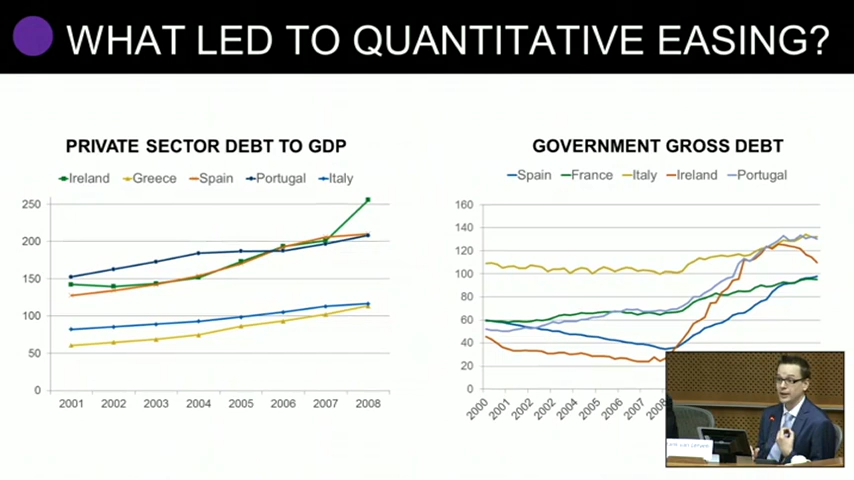 WHAT LED TO QUANTITATIVE EASING?
PRIVATE SECTOR DEBT TO GDP
Ireland Greece Spain Portugal Italy
250
200
150
100
50
0
2001 2002 2003 2004 2005 2006 2007 2008
GOVERNMENT GROSS DEBT
Spain France Italy Ireland Portugal
160
140
120
100
80
60
40
20
0
2000 2001 2002 2002 2004 2005 2006 2007 2008